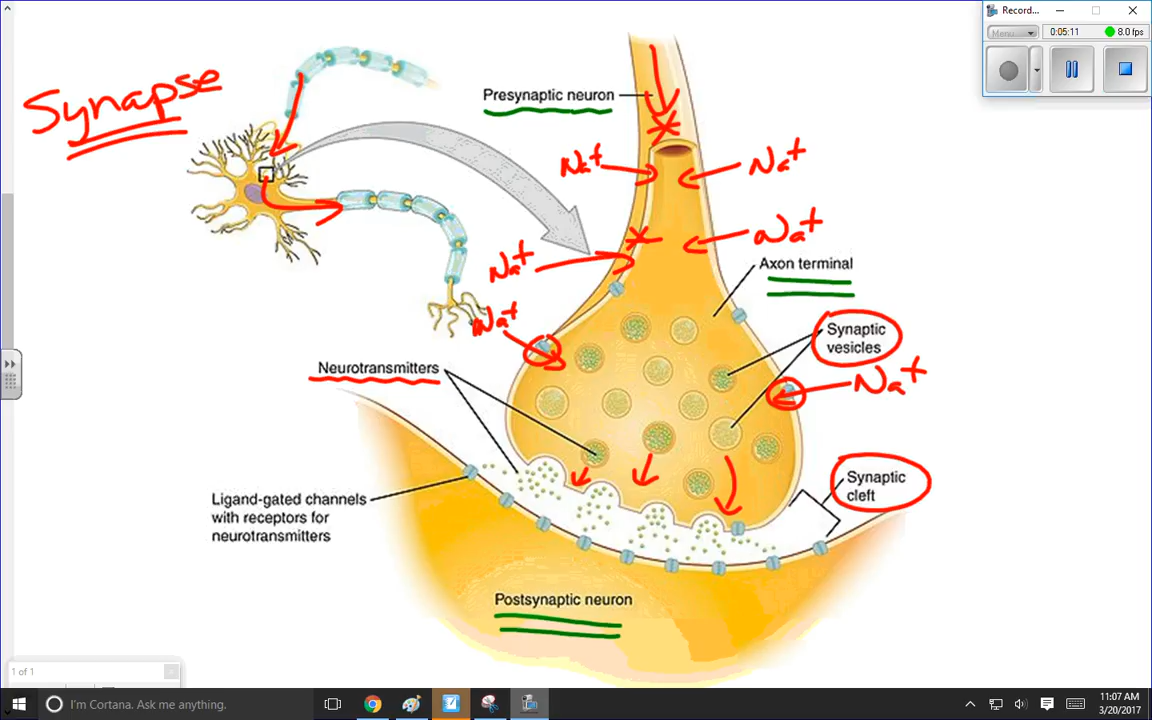 Recor...
Menu
0:05:11
8.0 fps
Synapse
Presynaptic neuron
Na+
Na+
Na+
Na+
Axon terminal
Na+
Synaptic
vesicles
Neurotransmitters
Na+
Synaptic
cleft
Ligand-gated channels
with receptors for
neurotransmitters
Postsynaptic neuron
1 of 1
I'm Cortana. Ask me anything.
11:07 AM
3/20/2017